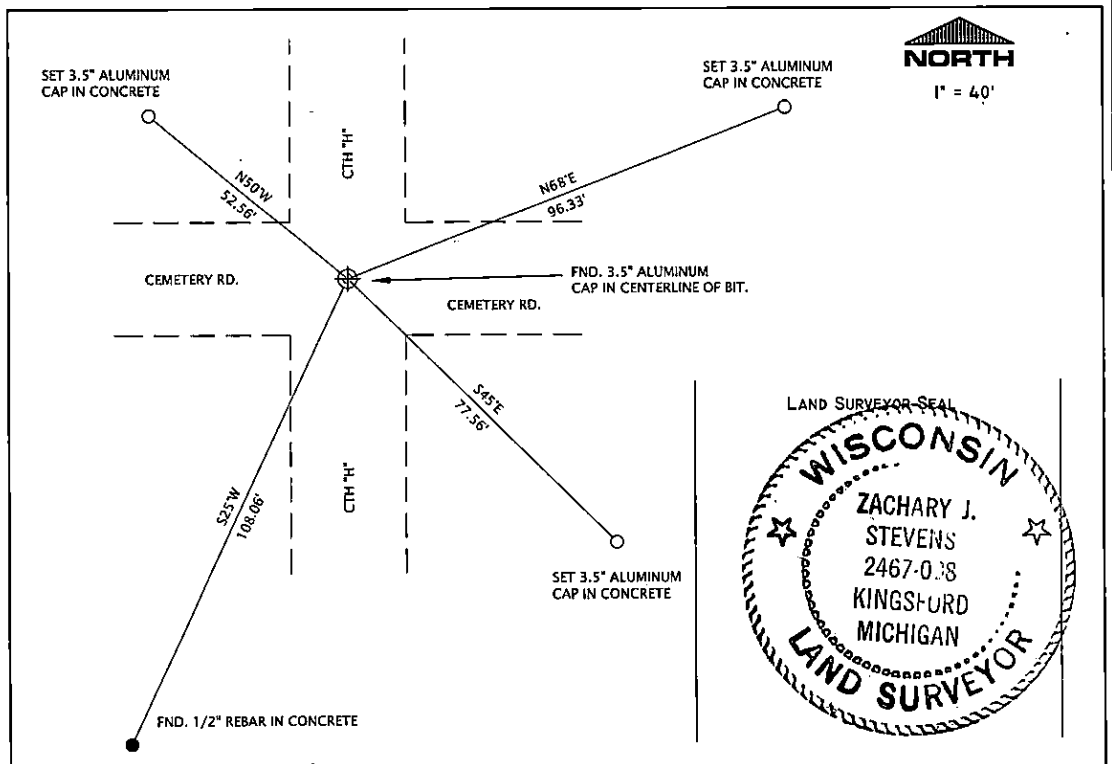 NORTH
1" = 40'
SET 3.5" ALUMINUM
CAP IN CONCRETE
SET 3.5" ALUMINUM
CAP IN CONCRETE
CTH "H"
N50°W
52.56'
N68°E
96.33'
CEMETERY RD.
FND. 3.5" ALUMINUM
CAP IN CENTERLINE OF BIT.
CEMETERY RD.
S45°E
77.56'
S25°W
108.06'
CTH "H"
SET 3.5" ALUMINUM
CAP IN CONCRETE
FND. 1/2" REBAR IN CONCRETE
LAND SURVEYOR SEAL
WISCONSIN
ZACHARY J.
STEVENS
KINGSFORD
MICHIGAN
LAND SURVEYOR